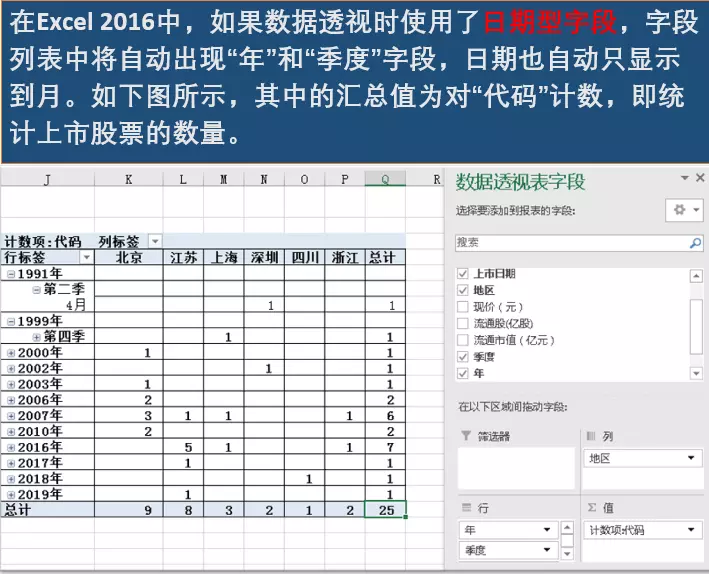 在Excel 2016中，如果数据透视时使用了日期型字段，字段
列表中将自动出现“年”和“季度”字段，日期也自动只显示
到月。如下图所示，其中的汇总值为对“代码”计数，即统
计上市股票的数量。
J K L M N O P Q R
计数项:代码 列标签
行标签 北京 江苏 上海 深圳 四川 浙江 总计
1991年
第二季
4月 1 1
1999年
第四季 1 1
2000年 1 1
2002年 1 1
2003年 1 1
2006年 2 2
2007年 3 1 1 1 6
2010年 2 2
2016年 5 1 1 7
2017年 1 1
2018年 1 1
2019年 1 1
总计 9 8 3 2 1 2 25
数据透视表字段
选择要添加到报表的字段:
搜索
上市日期
地区
现价（元）
流通股(亿股)
流通市值（亿元）
季度
年
在以下区域间拖动字段:
筛选器
列
地区
行
年
季度
Σ 值
计数项:代码